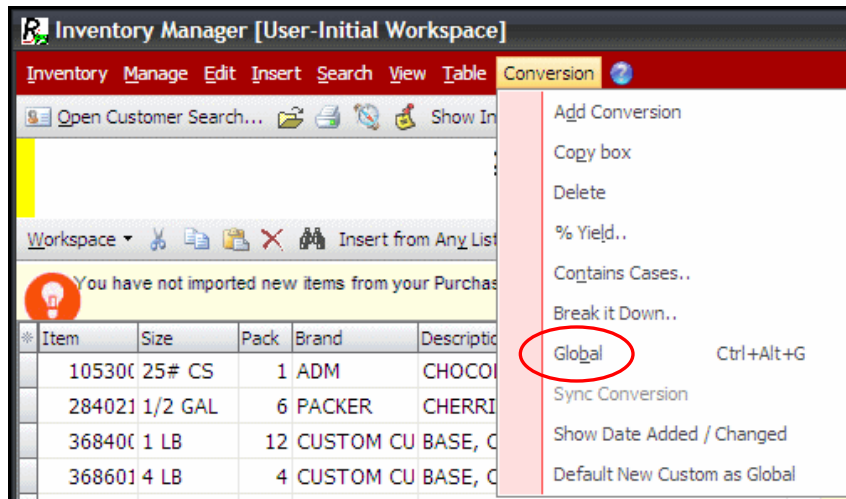 Inventory Manager [User-Initial Workspace]
Inventory Manage Edit Insert Search View Table Conversion
Open Customer Search... Show In
Add Conversion
Copy box
Delete
% Yield..
Contains Cases..
Break it Down..
Global Ctrl+Alt+G
Sync Conversion
Show Date Added / Changed
Default New Custom as Global
Workspace Insert from Any List
You have not imported new items from your Purchas
Item Size Pack Brand Descriptio
10530 25# CS 1 ADM CHOCO
284021 1/2 GAL 6 PACKER CHERRI
36840 1 LB 12 CUSTOM CU BASE, C
368601 4 LB 4 CUSTOM CU BASE, C